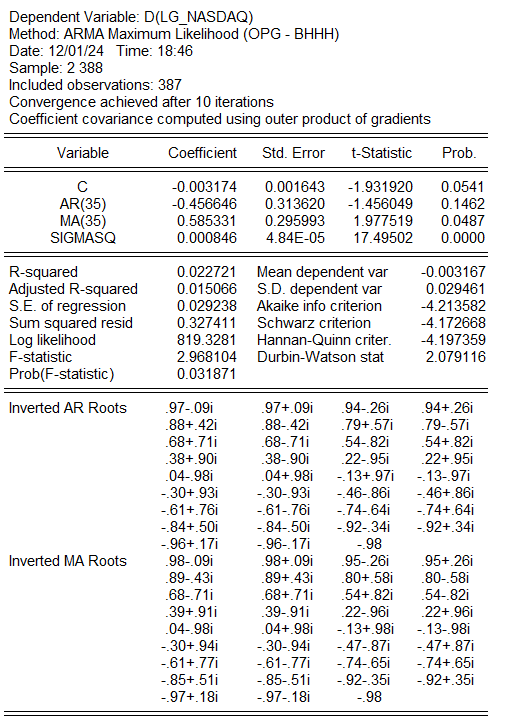 Dependent Variable: D(LG_NASDAQ)
Method: ARMA Maximum Likelihood (OPG - BHHH)
Date: 12/01/24 Time: 18:46
Sample: 2 388
Included observations: 387
Convergence achieved after 10 iterations
Coefficient covariance computed using outer product of gradients
Variable Coefficient Std. Error t-Statistic Prob.
C -0.003174 0.001643 -1.931920 0.0541
AR(35) -0.456646 0.313620 -1.456049 0.1462
MA(35) 0.585331 0.295993 1.977519 0.0487
SIGMASQ 0.000846 4.84E-05 17.49502 0.0000
R-squared 0.022721 Mean dependent var -0.003167
Adjusted R-squared 0.015066 S.D. dependent var 0.029461
S.E. of regression 0.029238 Akaike info criterion -4.213582
Sum squared resid 0.327411 Schwarz criterion -4.172668
Log likelihood 819.3281 Hannan-Quinn criter. -4.197359
F-statistic 2.968104 Durbin-Watson stat 2.079116
Prob(F-statistic) 0.031871
Inverted AR Roots .97-.09i .97+.09i .94-.26i .94+.26i
.88+.42i .88-.42i .79+.57i .79-.57i
.68+.71i .68-.71i .54-.82i .54+.82i
.38+.90i .38-.90i .22-.95i .22+.95i
.04-.98i .04+.98i -.13+.97i -.13-.97i
-.30+.93i -.30-.93i -.46-.86i -.46+.86i
-.61+.76i -.61-.76i -.74-.64i -.74+.64i
-.84+.50i -.84-.50i -.92-.34i -.92+.34i
-.96+.17i -.96-.17i -.98
Inverted MA Roots .98-.09i .98+.09i .95-.26i .95+.26i
.89-.43i .89+.43i .80+.58i .80-.58i
.68-.71i .68+.71i .54+.82i .54-.82i
.39+.91i .39-.91i .22-.96i .22+.96i
.04-.98i .04+.98i -.13+.98i -.13-.98i
-.30+.94i -.30-.94i -.47-.87i -.47+.87i
-.61+.77i -.61-.77i -.74-.65i -.74+.65i
-.85+.51i -.85-.51i -.92-.35i -.92+.35i
-.97+.18i -.97-.18i -.98